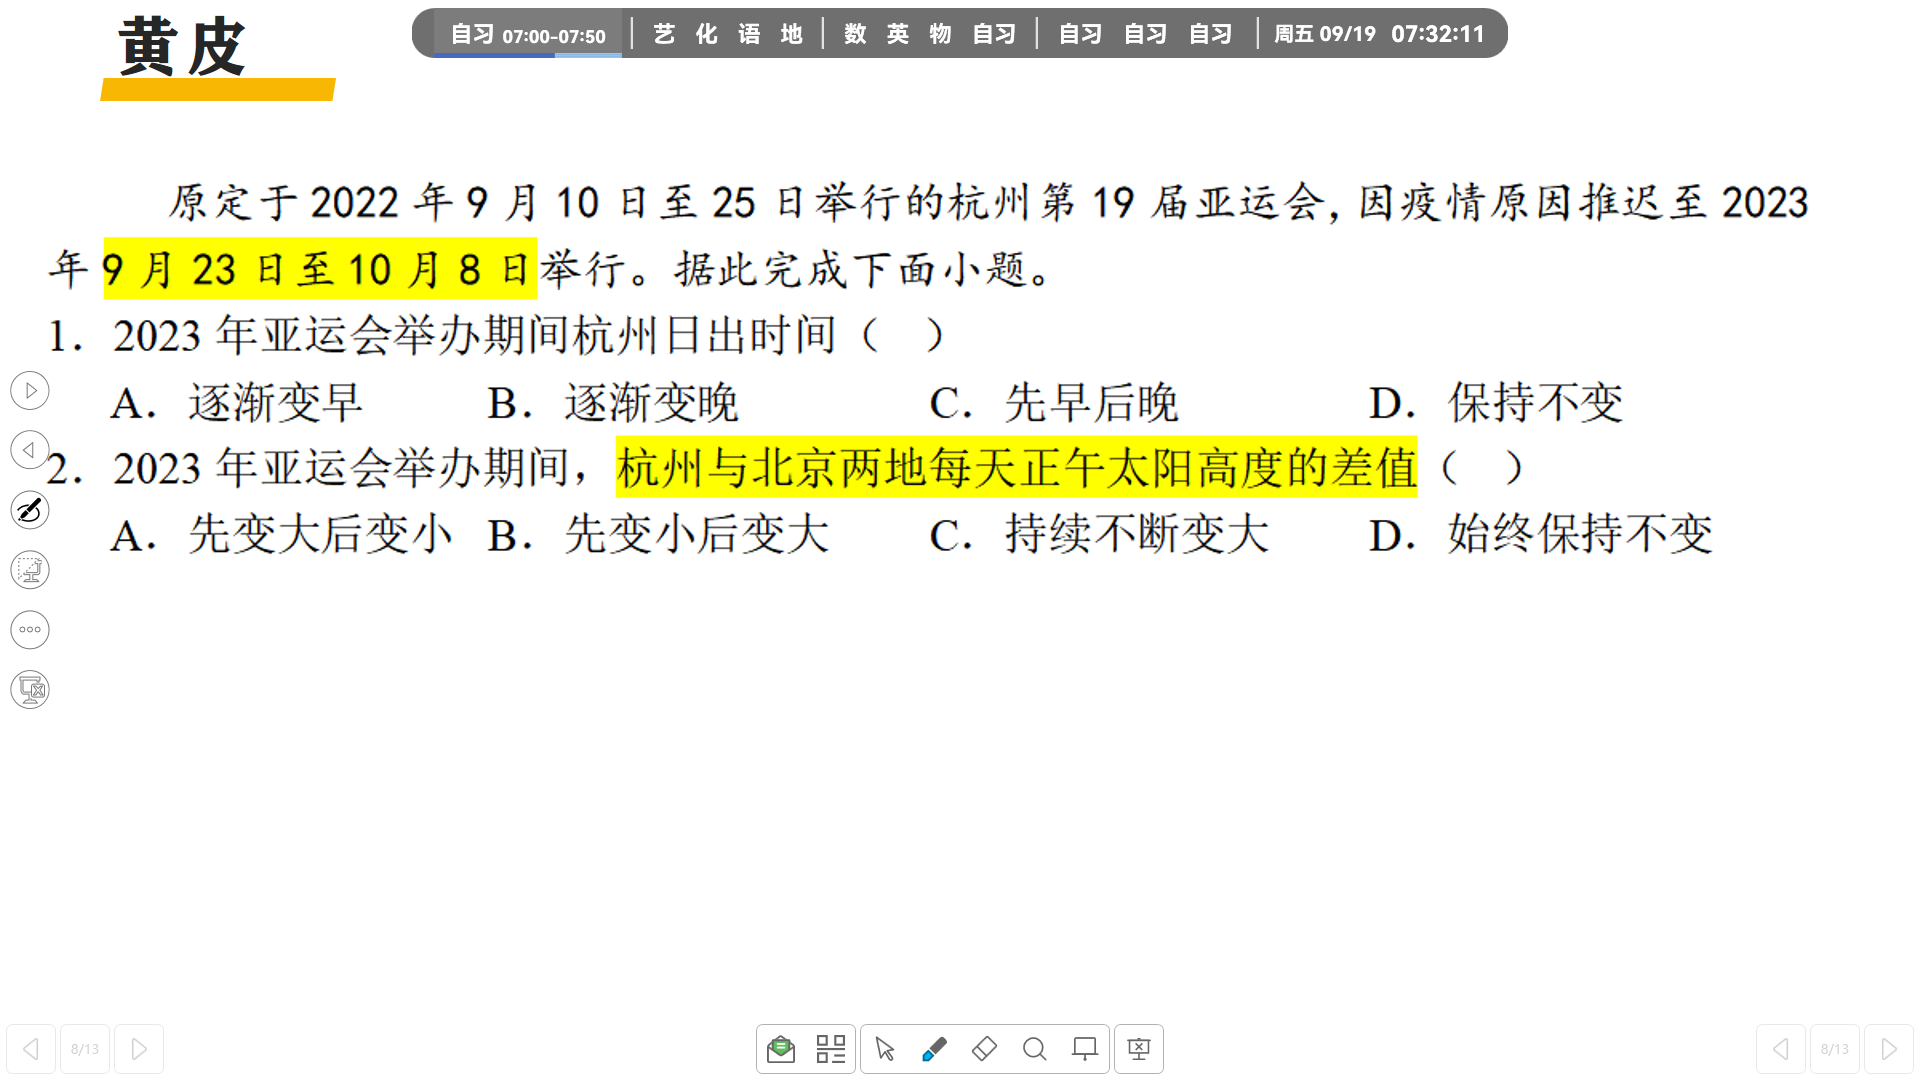 黄皮
自习 07:00-07:50 艺 化 语 地 数 英 物 自习 自习 自习 自习 周五 09/19 07:32:11
原定于 2022 年 9 月 10 日至 25 日举行的杭州第 19 届亚运会，因疫情原因推迟至 2023
年 9 月 23 日至 10 月 8 日举行。据此完成下面小题。
1．2023 年亚运会举办期间杭州日出时间（ ）
A．逐渐变早 B．逐渐变晚 C．先早后晚 D．保持不变
2．2023 年亚运会举办期间，杭州与北京两地每天正午太阳高度的差值（ ）
A．先变大后变小 B．先变小后变大 C．持续不断变大 D．始终保持不变
8/13 8/13